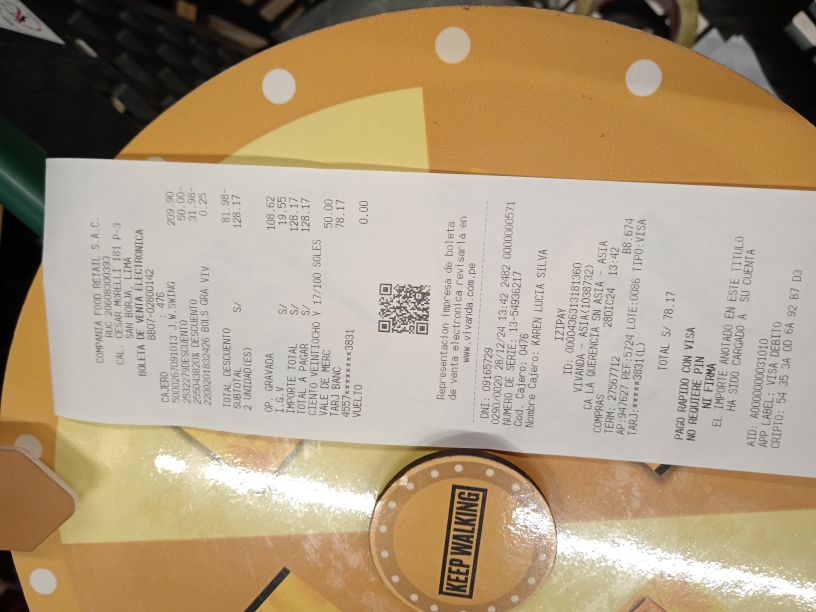 COMPANIA FOOD RETAIL S.A.C.
RUC 20608300393
CAL. CESAR MORELLI 181 P-3
SAN BORJA, LIMA
BOLETA DE VENTA ELECTRONICA
BB07-02800142
CAJERO : 476
5000267091013 J.W.SWING 209.90
2532279DESCUENTO 50.00-
25504382O% DESCUENTO 31.98-
2200201832426 BOLS GRA VIV 0.25
TOTAL DESCUENTO 81.98-
SUBTOTAL S/ 128.17
2 UNIDAD(ES)
OP. GRAVADA S/ 108.62
I.G.V. S/ 19.55
IMPORTE TOTAL S/ 128.17
TOTAL A PAGAR S/ 128.17
CIENTO VEINTIOCHO Y 17/100 SOLES
VALE DE MERC 50.00
TARJ BANC 78.17
4557********3831
VUELTO 0.00
Representacion impresa de boleta
de venta electronica revisarla en
www.vivanda.com.pe
DNI: 09165729
0290/0020 28/12/24 13:42 2482 0000000571
NUMERO DE SERIE: 13-54936217
Cod. Cajero: 0476
Nombre Cajero: KAREN LUCIA SILVA
IZIPAY
ID: 0000436313181360
VIVANDA - ASIA(1038732)
CA LA QUERENCIA SN ASIA - ASIA
COMPRAS 28DIC24 13:42
TERM: 27567712 B8.674
AP:947627 REF:5724 LOTE:0086 TIPO:VISA
TARJ:*****3831(L)
TOTAL S/ 78.17
PAGO RAPIDO CON VISA
NO REQUIERE PIN
NI FIRMA
EL IMPORTE ANOTADO EN ESTE TITULO
HA SIDO CARGADO A SU CUENTA
AID: A0000000031010
APP LABEL: VISA DEBITO
CRIPTO: 54 35 3A 0D 6A 92 B7 D3
KEEP WALKING